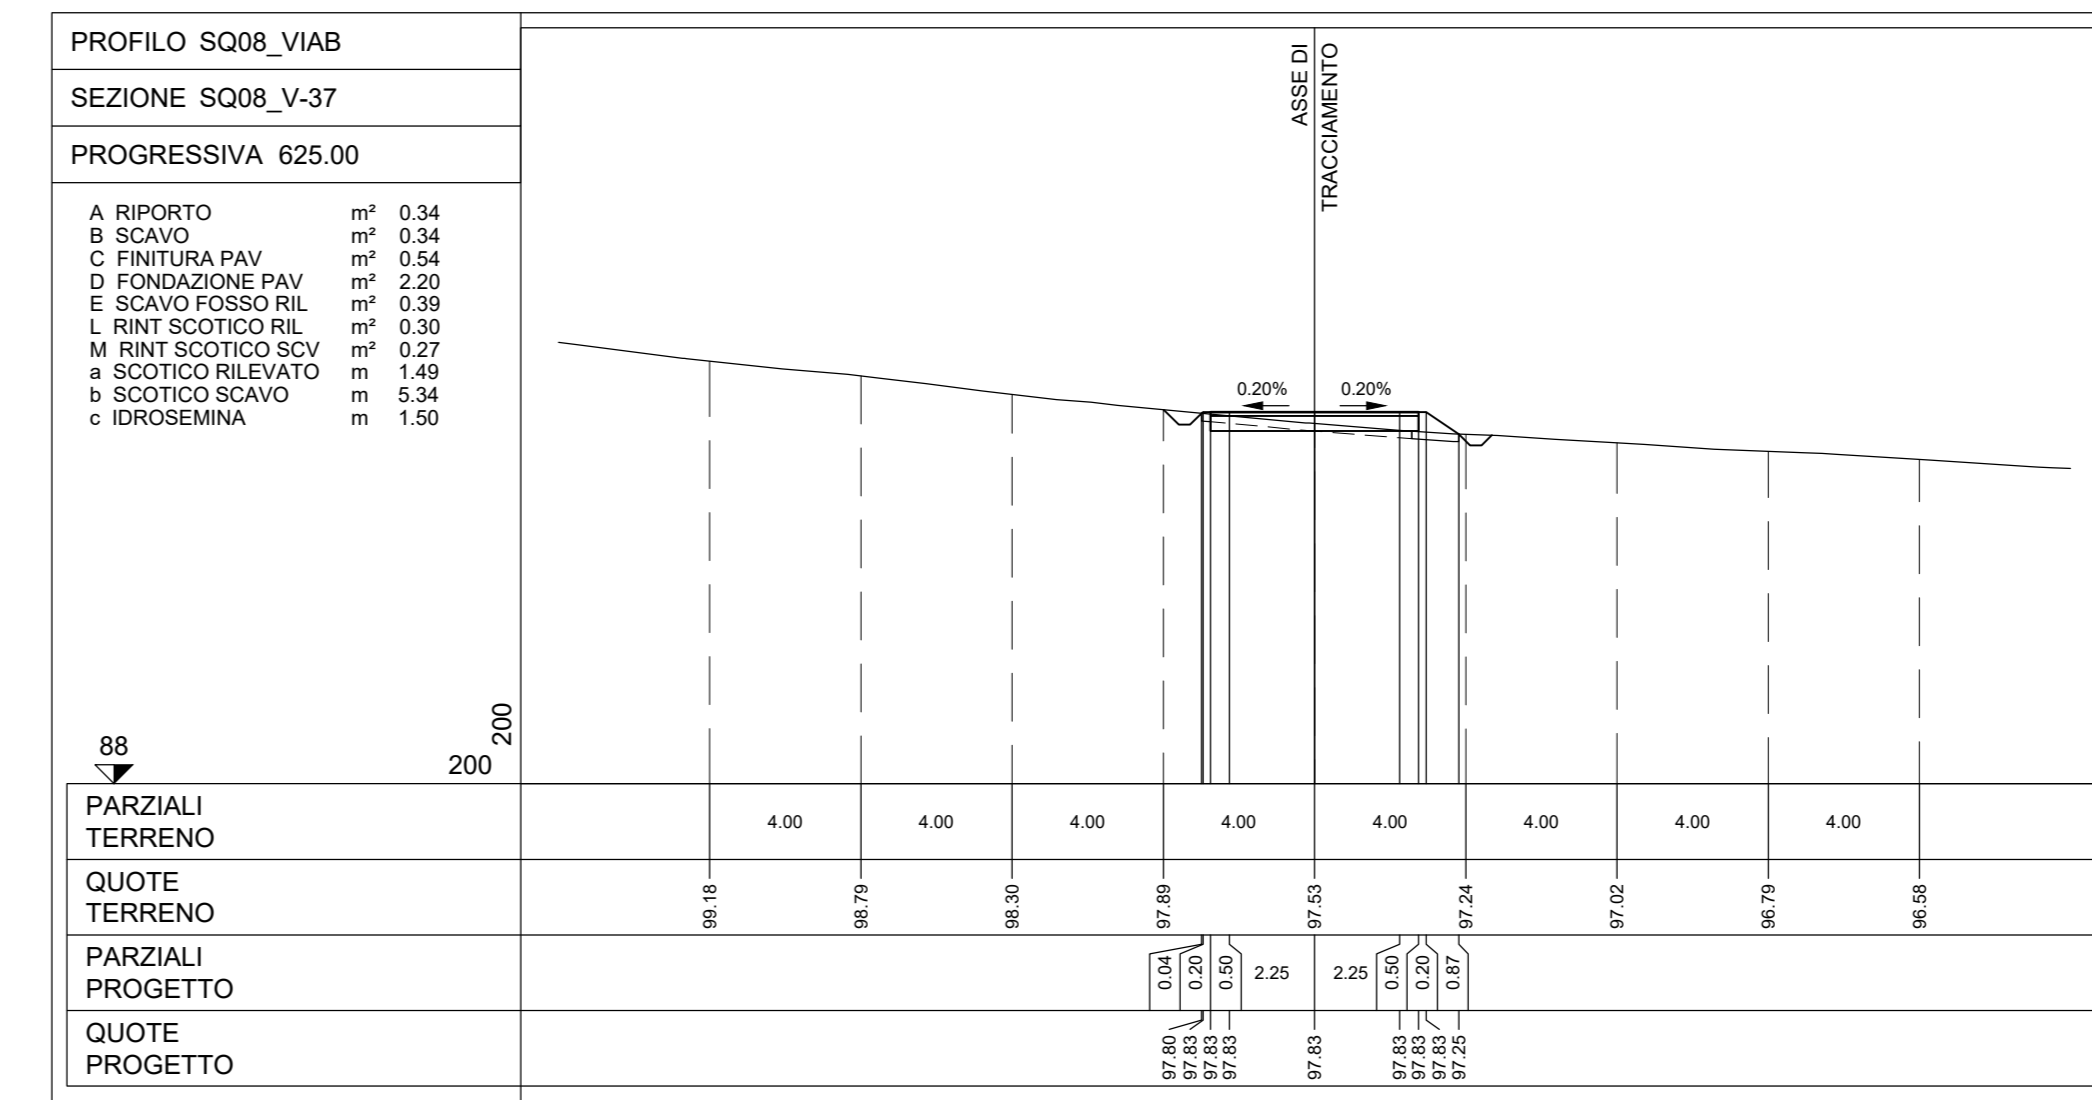 PROFILO SQ08_VIAB
SEZIONE SQ08_V-37
PROGRESSIVA 625.00
A RIPORTO m² 0.34
B SCAVO m² 0.34
C FINITURA PAV m² 0.54
D FONDAZIONE PAV m² 2.20
E SCAVO FOSSO RIL m² 0.39
L RINT SCOTICO RIL m² 0.30
M RINT SCOTICO SCV m² 0.27
a SCOTICO RILEVATO m 1.49
b SCOTICO SCAVO m 5.34
c IDROSEMINA m 1.50
ASSE DI
TRACCIAMENTO
0.20% 0.20%
88
200
200
PARZIALI
TERRENO
4.00 4.00 4.00 4.00 4.00 4.00 4.00 4.00
QUOTE
TERRENO
99.18 98.79 98.30 97.89 97.53 97.24 97.02 96.79 96.58
PARZIALI
PROGETTO
0.04 0.20 0.50 2.25 2.25 0.50 0.20 0.87
QUOTE
PROGETTO
97.80 97.83 97.83 97.83 97.83 97.83 97.83 97.83 97.25